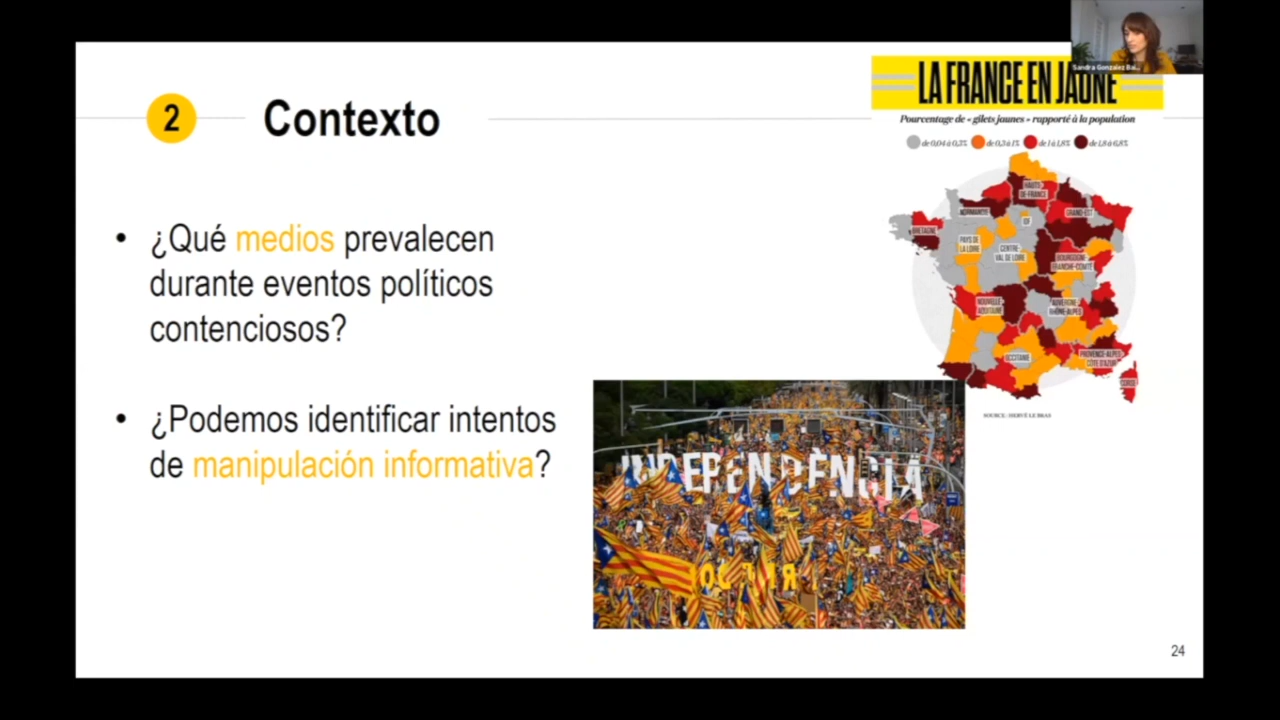 2
Contexto
¿Qué medios prevalecen
durante eventos políticos
contenciosos?
¿Podemos identificar intentos
de manipulación informativa?
Sandra Gonzalez Bai...
LA FRANCE EN JAUNE
Pourcentage de « gilets jaunes » rapporté à la population
de 0,04 à 0,3%
de 0,3 à 1%
de 1 à 1,8%
de 1,8 à 6,8%
HAUTS-
DE-FRANCE
NORMANDIE
IDF
GRAND-EST
BRETAGNE
PAYS DE
LA LOIRE
CENTRE-
VAL DE LOIRE
BOURGOGNE-
FRANCHE-COMTÉ
NOUVELLE
AQUITAINE
AUVERGNE-
RHÔNE-ALPES
OCCITANIE
PROVENCE-ALPES-
CÔTE D'AZUR
CORSE
SOURCE : HERVÉ LE BRAS
INDEPENDÈNCIA
24